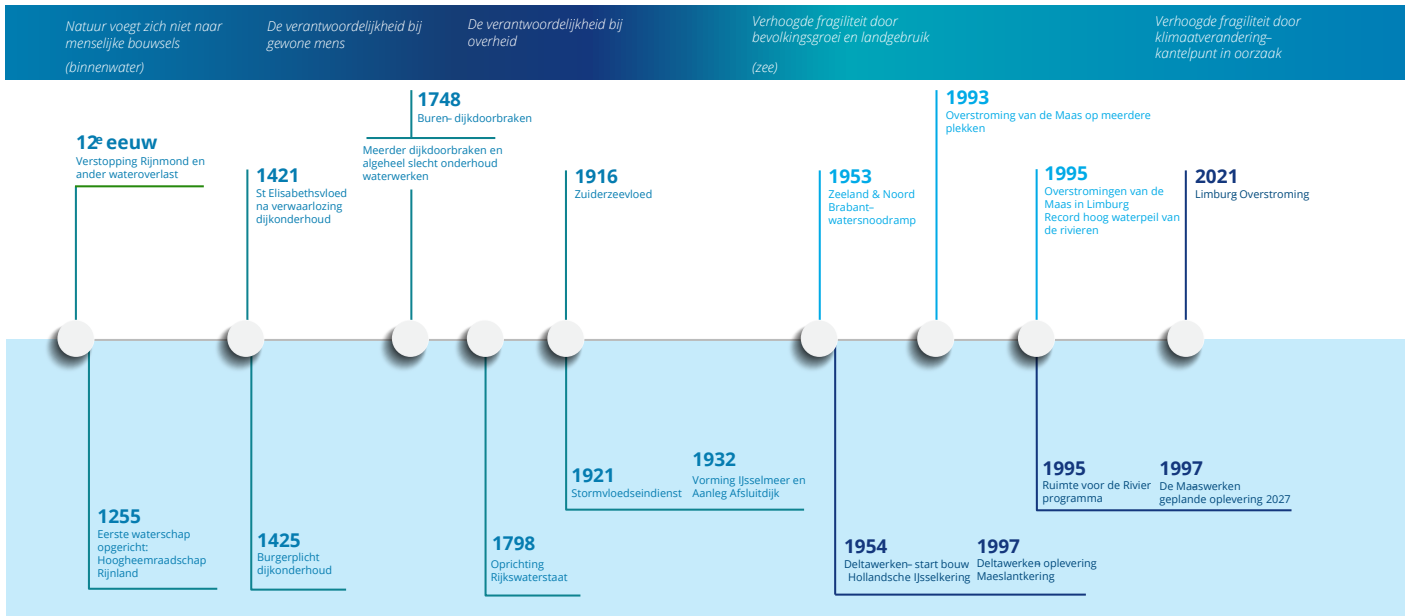 Natuur voegt zich niet naar
menselijke bouwsels
(binnenwater)
De verantwoordelijkheid bij
gewone mens
De verantwoordelijkheid bij
overheid
Verhoogde fragiliteit door
bevolkingsgroei en landgebruik
(zee)
Verhoogde fragiliteit door
klimaatverandering–
kantelpunt in oorzaak
12e eeuw
Verstopping Rijnmond en
ander wateroverlast
1421
St Elisabethsvloed
na verwaarlozing
dijkonderhoud
1748
Buren– dijkdoorbraken
Meerder dijkdoorbraken en
algeheel slecht onderhoud
waterwerken
1916
Zuiderzeevloed
1953
Zeeland & Noord
Brabant–
watersnoodramp
1993
Overstroming van de Maas op meerdere
plekken
1995
Overstromingen van de
Maas in Limburg
Record hoog waterpeil van
de rivieren
2021
Limburg Overstroming
1255
Eerste waterschap
opgericht:
Hoogheemraadschap
Rijnland
1425
Burgerplicht
dijkonderhoud
1798
Oprichting
Rijkswaterstaat
1921
Stormvloedseindienst
1932
Vorming IJsselmeer en
Aanleg Afsluitdijk
1954
Deltawerken– start bouw
Hollandsche IJsselkering
1997
Deltawerken oplevering
Maeslantkering
1995
Ruimte voor de Rivier
programma
1997
De Maaswerken
geplande oplevering 2027